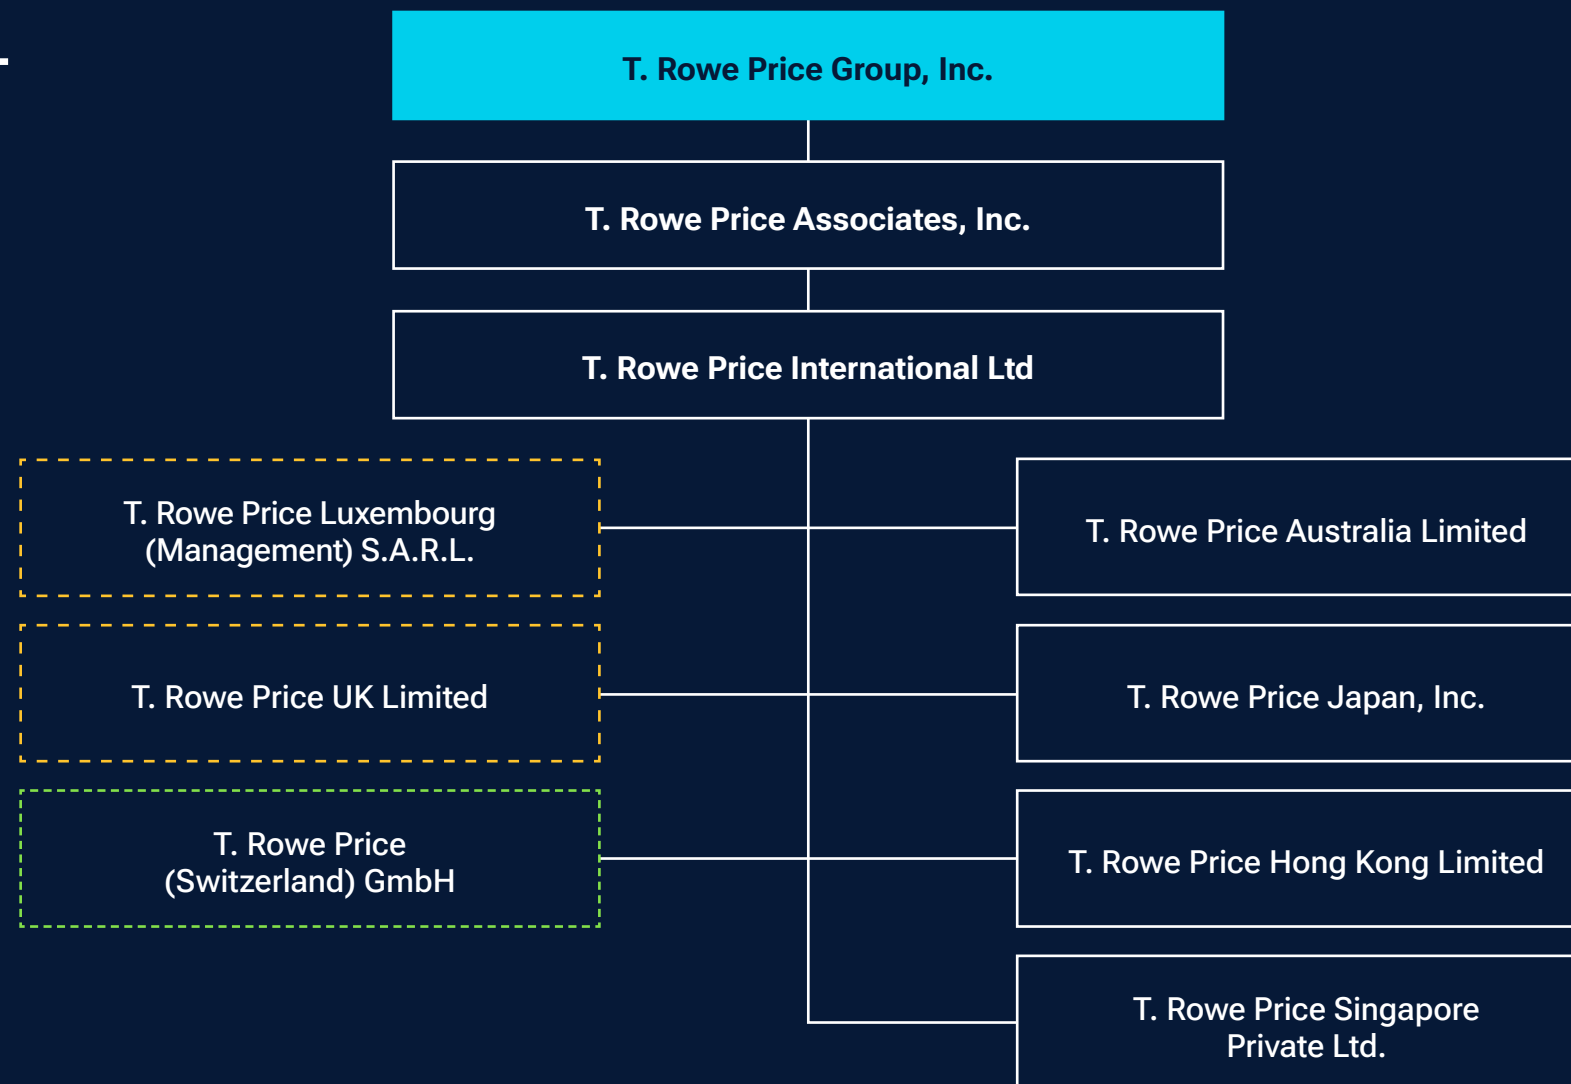 T. Rowe Price Group, Inc.
T. Rowe Price Associates, Inc.
T. Rowe Price International Ltd
T. Rowe Price Luxembourg
(Management) S.A.R.L.
T. Rowe Price Australia Limited
T. Rowe Price UK Limited
T. Rowe Price Japan, Inc.
T. Rowe Price
(Switzerland) GmbH
T. Rowe Price Hong Kong Limited
T. Rowe Price Singapore
Private Ltd.